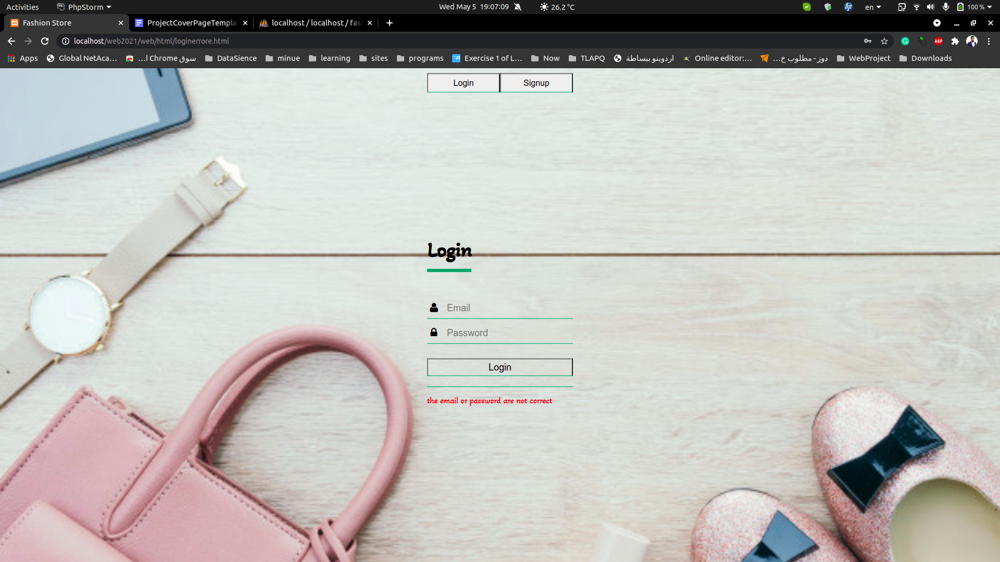 Activities PhpStorm Wed May 5 19:07:09 26.2 °C en 100 %
Fashion Store ProjectCoverPageTempla localhost / localhost / fas
localhost/web2021/web/html/loginerrore.html ABP
Apps Global NetAca... سوق Chrome ا... DataSience minue learning sites programs Exercise 1 of L... Now TLAPQ اردوينو ببساطة Online editor:... دوز - مطلوب خ... WebProject Downloads
Login Signup
Login
Email
Password
Login
the email or password are not correct